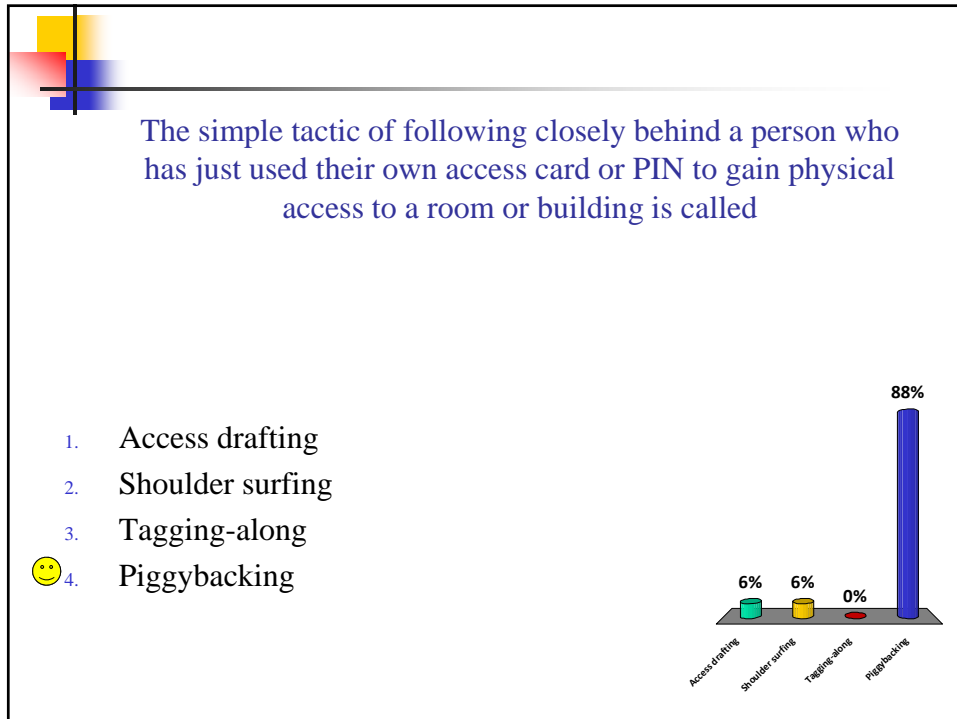 The simple tactic of following closely behind a person who
has just used their own access card or PIN to gain physical
access to a room or building is called
1. Access drafting
2. Shoulder surfing
3. Tagging-along
4. Piggybacking
88%
6%
6%
0%
Access drafting
Shoulder surfing
Tagging-along
Piggybacking